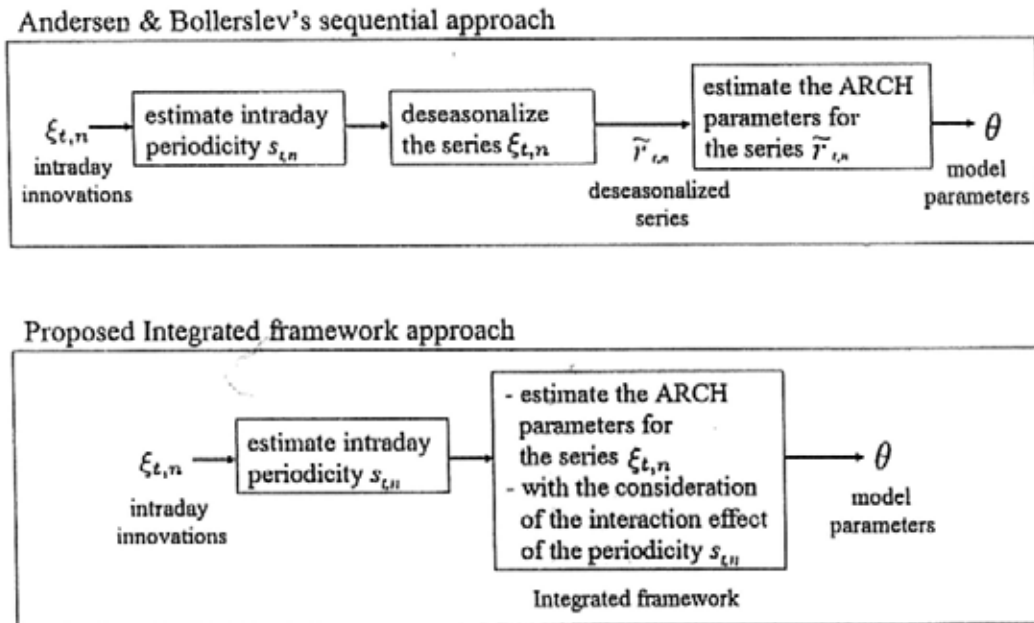 Andersen & Bollerslev's sequential approach
ξt,n
intraday
innovations
estimate intraday
periodicity st,n
deseasonalize
the series ξt,n
r̃ t,n
deseasonalized
series
estimate the ARCH
parameters for
the series r̃ t,n
θ
model
parameters
Proposed Integrated framework approach
ξt,n
intraday
innovations
estimate intraday
periodicity st,n
- estimate the ARCH
parameters for
the series ξt,n
- with the consideration
of the interaction effect
of the periodicity st,n
Integrated framework
θ
model
parameters